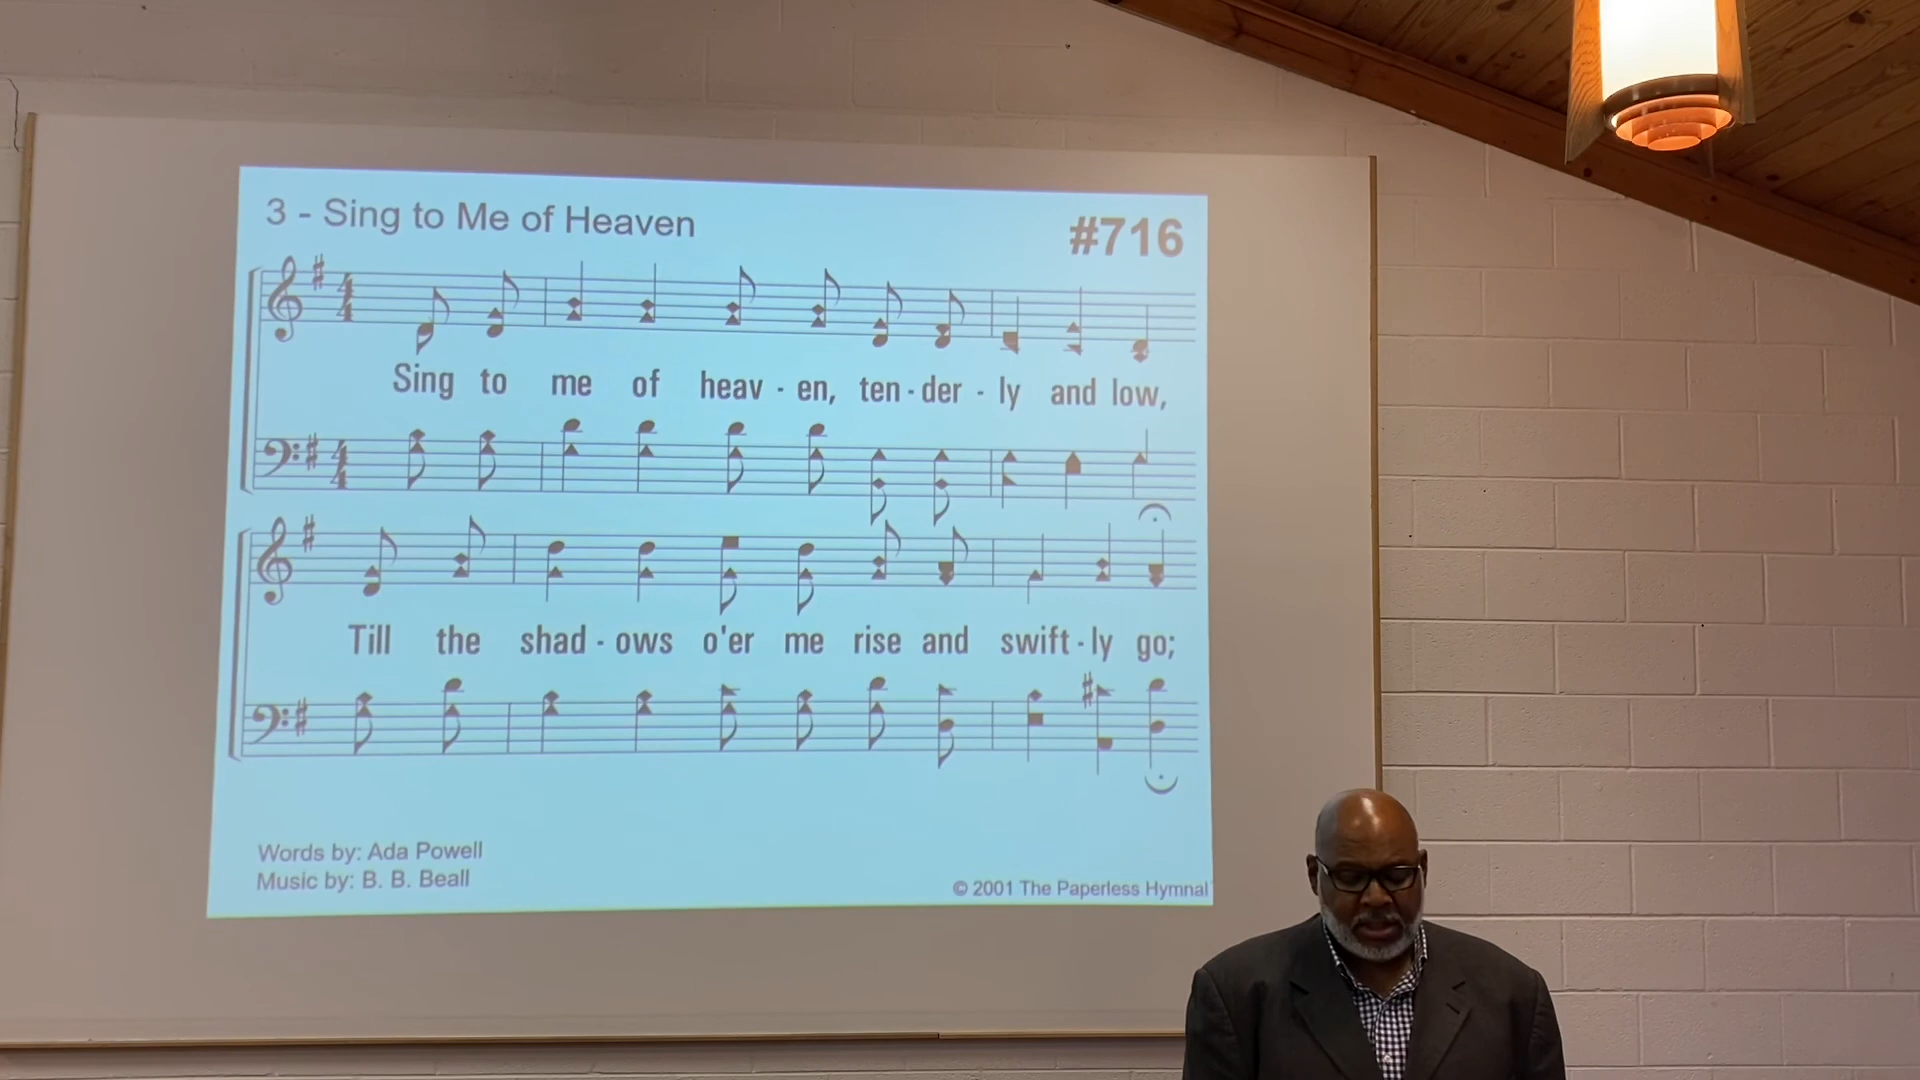 3 - Sing to Me of Heaven
#716
Sing to me of heav - en, ten - der - ly and low,
Till the shad - ows o'er me rise and swift - ly go;
Words by: Ada Powell
Music by: B. B. Beall
© 2001 The Paperless Hymnal